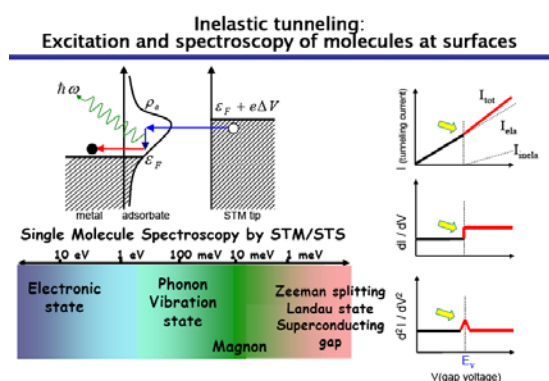 Inelastic tunneling:
Excitation and spectroscopy of molecules at surfaces
ħω
ρa
εF + eΔV
εF
metal
adsorbate
STM tip
Single Molecule Spectroscopy by STM/STS
10 eV
1 eV
100 meV
10 meV
1 meV
Electronic
state
Phonon
Vibration
state
Magnon
Zeeman splitting
Landau state
Superconducting
gap
I (tunneling current)
Itot
Iela
Iinela
dI / dV
d²I / dV²
Ev
V(gap voltage)